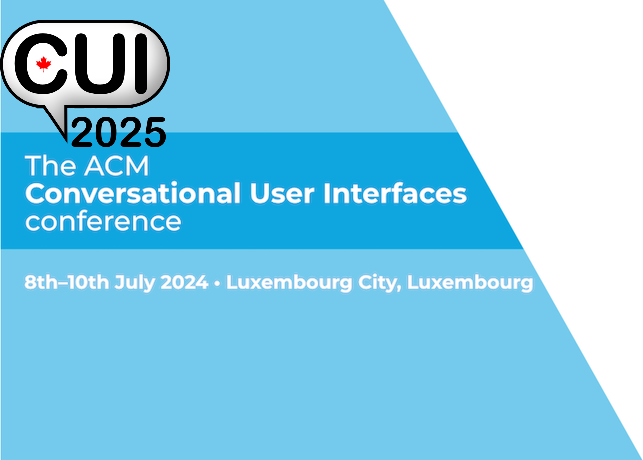 CUI
2025
The ACM
Conversational User Interfaces
conference
8th–10th July 2024 • Luxembourg City, Luxembourg